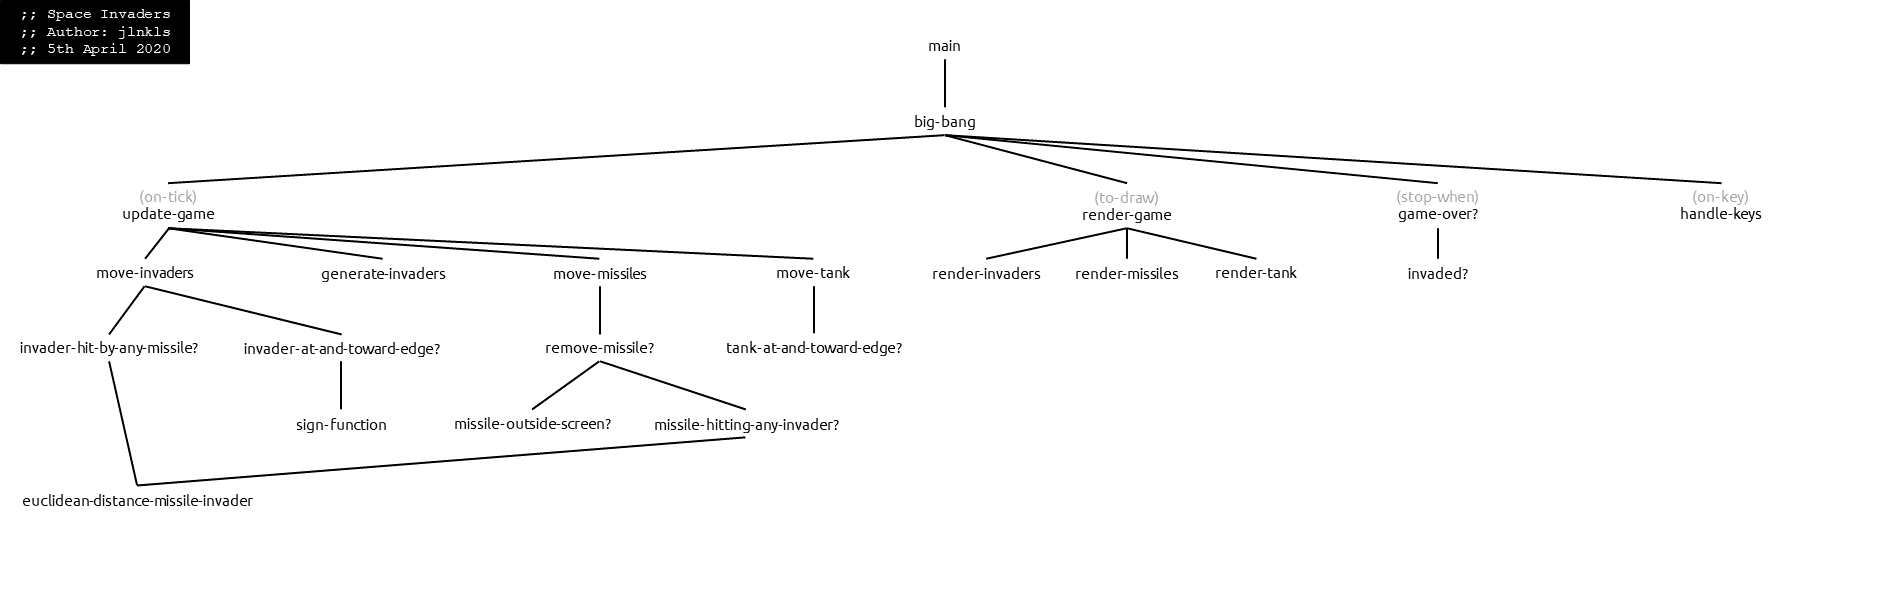 ;; Space Invaders
;; Author: jlnkls
;; 5th April 2020
main
big-bang
(on-tick)
update-game
(to-draw)
render-game
(stop-when)
game-over?
(on-key)
handle-keys
move-invaders
generate-invaders
move-missiles
move-tank
render-invaders
render-missiles
render-tank
invaded?
invader-hit-by-any-missile?
invader-at-and-toward-edge?
remove-missile?
tank-at-and-toward-edge?
sign-function
missile-outside-screen?
missile-hitting-any-invader?
euclidean-distance-missile-invader